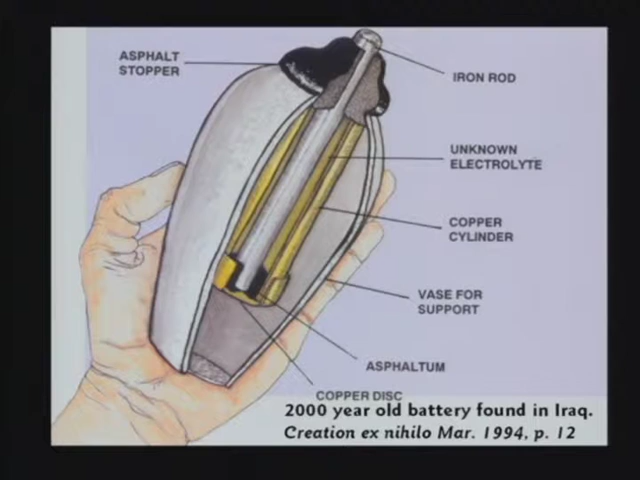 ASPHALT
STOPPER
IRON ROD
UNKNOWN
ELECTROLYTE
COPPER
CYLINDER
VASE FOR
SUPPORT
ASPHALTUM
COPPER DISC
2000 year old battery found in Iraq.
Creation ex nihilo Mar. 1994, p. 12